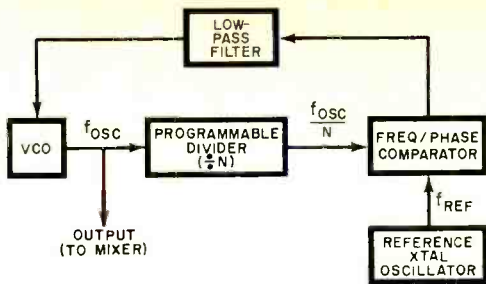 LOW-
PASS
FILTER
VCO
fOSC
PROGRAMMABLE
DIVIDER
(÷N)
fOSC
N
FREQ/PHASE
COMPARATOR
fREF
OUTPUT
(TO MIXER)
REFERENCE
XTAL
OSCILLATOR